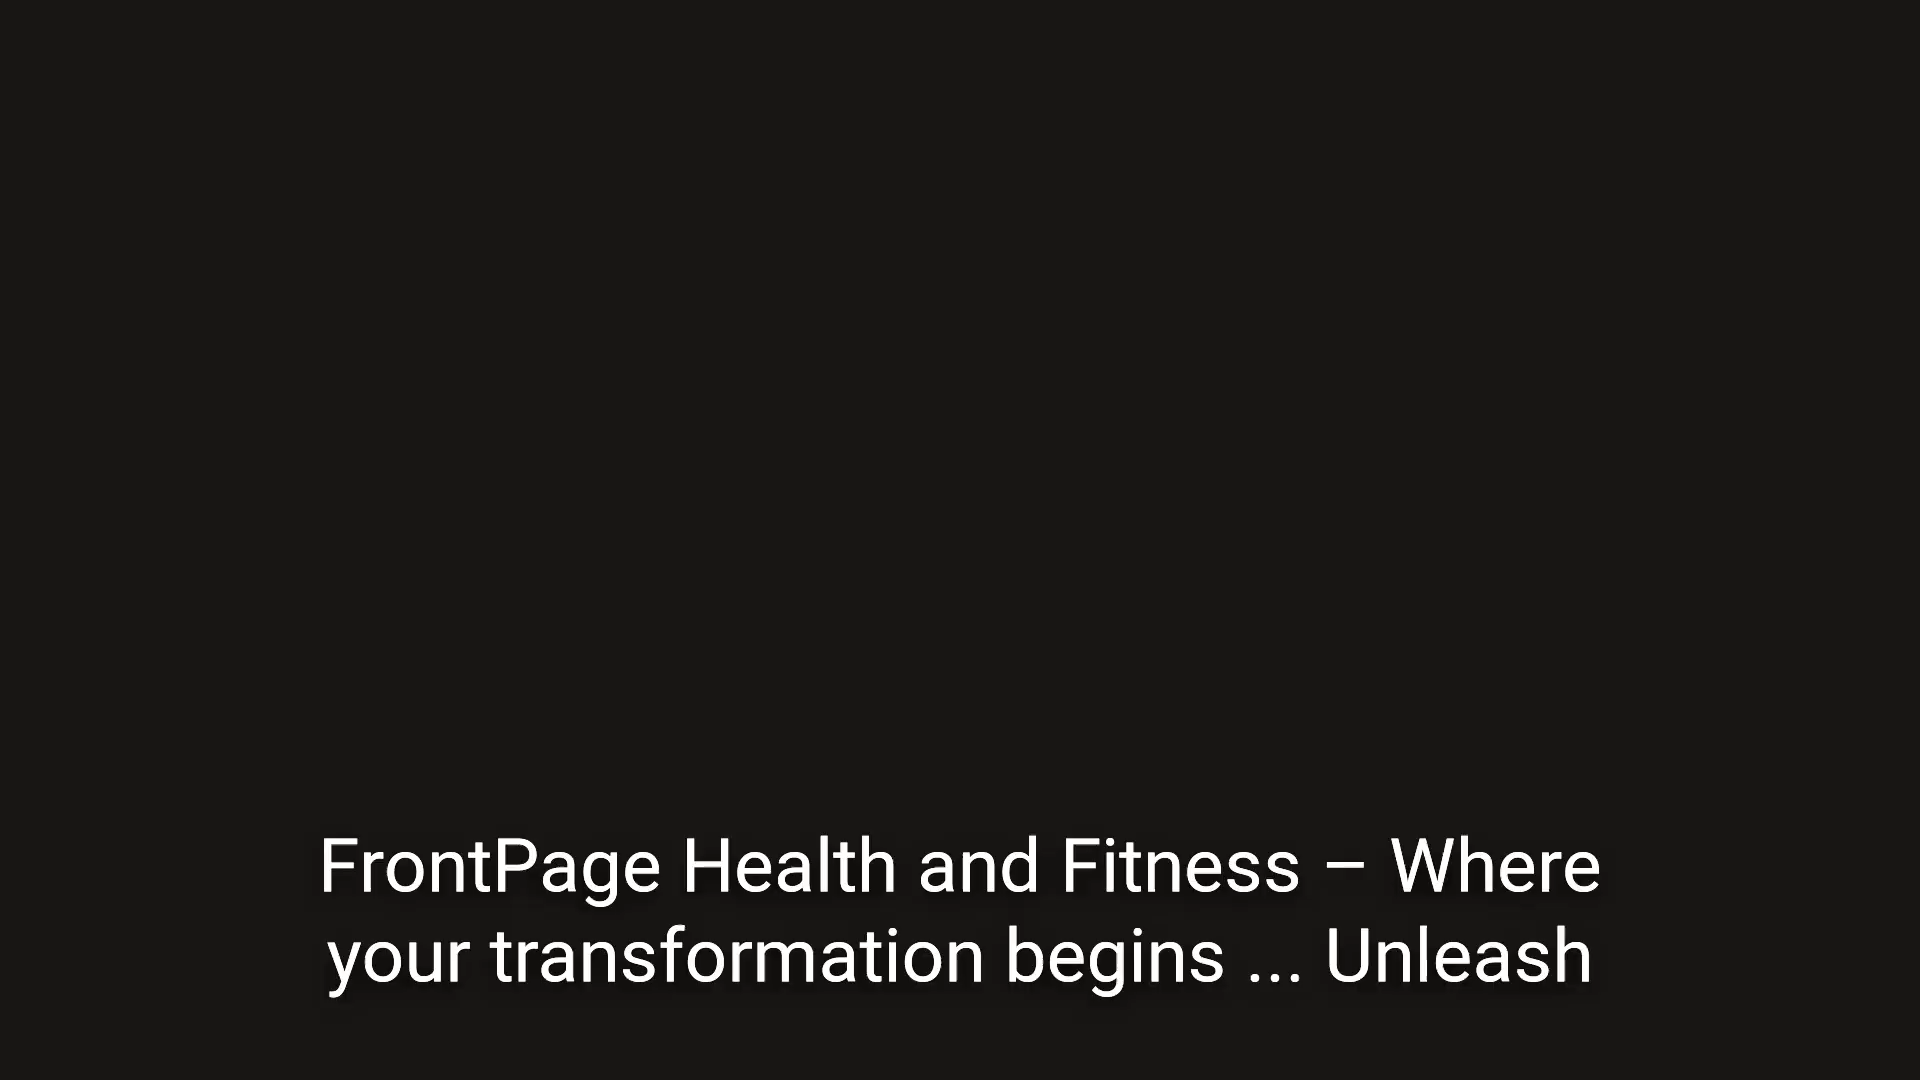 FrontPage Health and Fitness – Where
your transformation begins ... Unleash